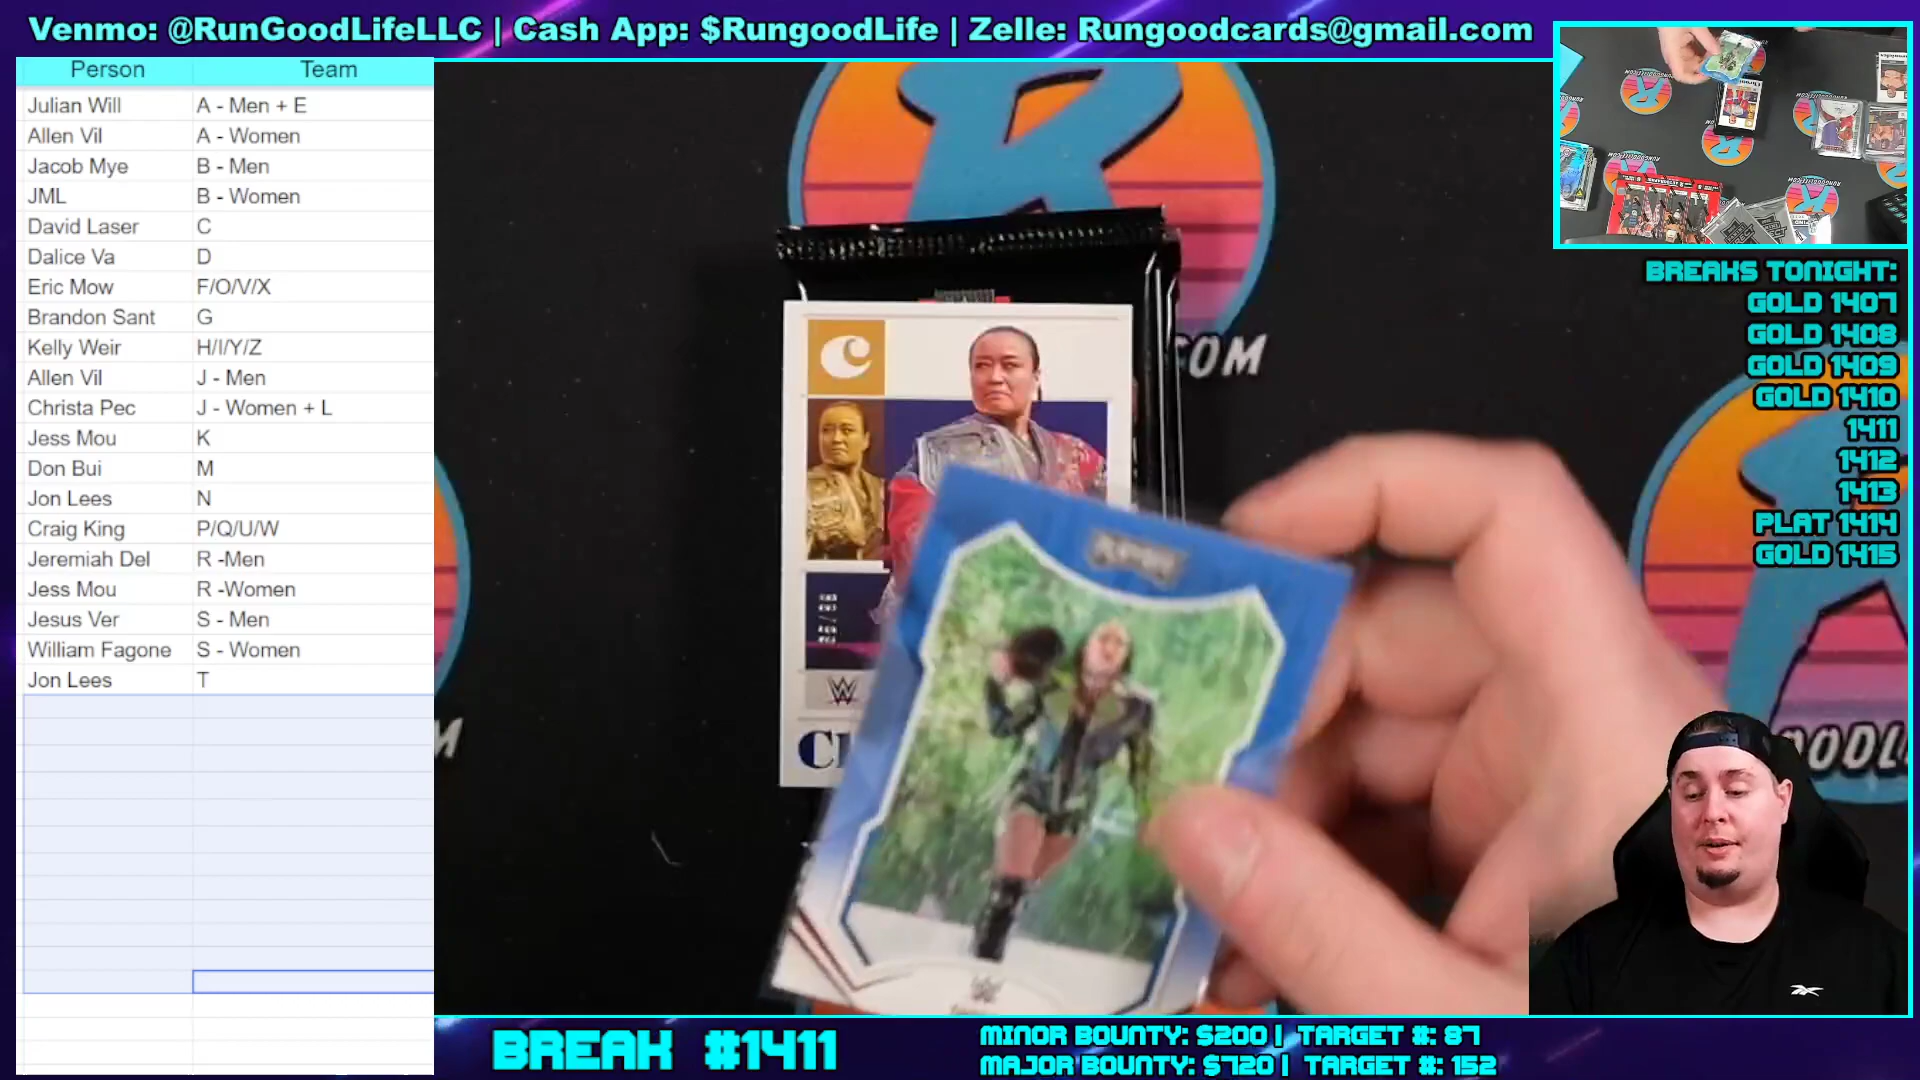 Venmo: @RunGoodLifeLLC | Cash App: $RungoodLife | Zelle: Rungoodcards@gmail.com
Person Team
Julian Will A - Men + E
Allen Vil A - Women
Jacob Mye B - Men
JML B - Women
David Laser C
Dalice Va D
Eric Mow F/O/V/X
Brandon Sant G
Kelly Weir H/I/Y/Z
Allen Vil J - Men
Christa Pec J - Women + L
Jess Mou K
Don Bui M
Jon Lees N
Craig King P/Q/U/W
Jeremiah Del R -Men
Jess Mou R -Women
Jesus Ver S - Men
William Fagone S - Women
Jon Lees T
BREAKS TONIGHT:
GOLD 1407
GOLD 1408
GOLD 1409
GOLD 1410
1411
1412
1413
PLAT 1414
GOLD 1415
C
.COM
W
BREAK #1411
MINOR BOUNTY: $200 | TARGET #: 87
MAJOR BOUNTY: $720 | TARGET #: 152